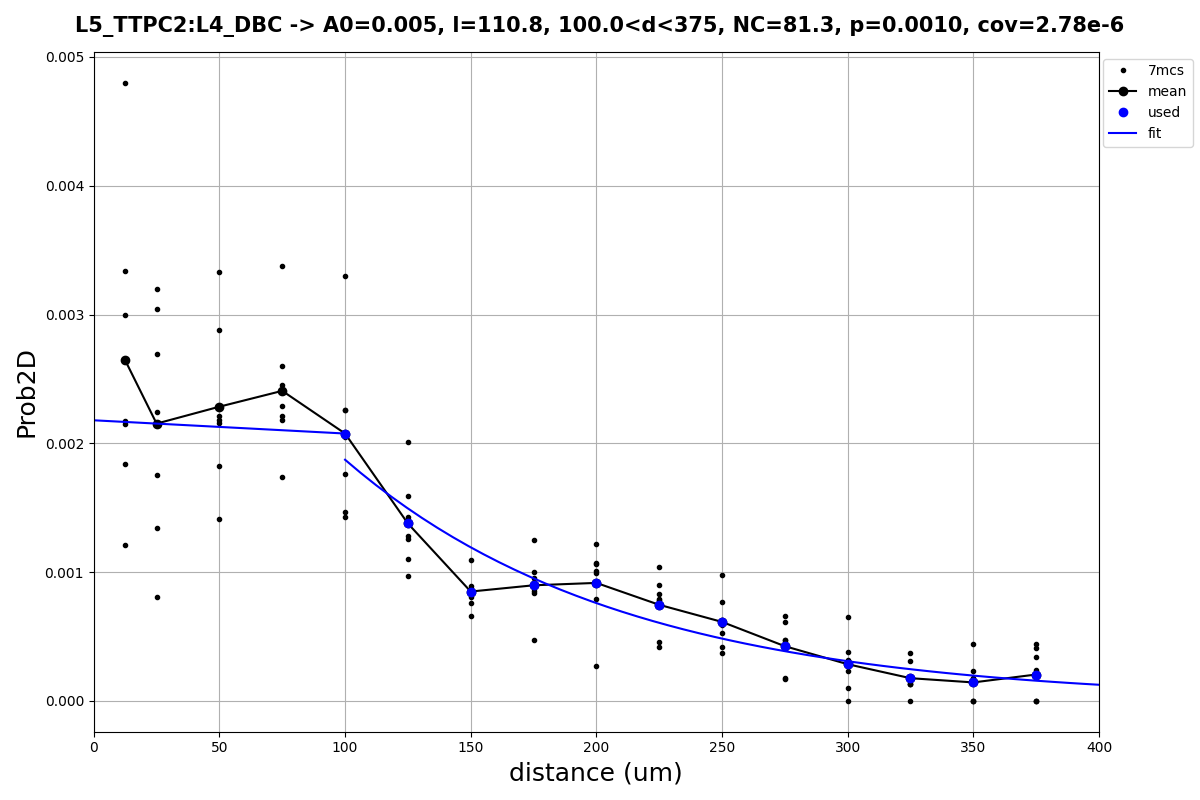 L5_TTPC2:L4_DBC -> A0=0.005, l=110.8, 100.0<d<375, NC=81.3, p=0.0010, cov=2.78e-6
0.005
0.004
0.003
0.002
0.001
0.000
Prob2D
0 50 100 150 200 250 300 350 400
distance (um)
7mcs
mean
used
fit